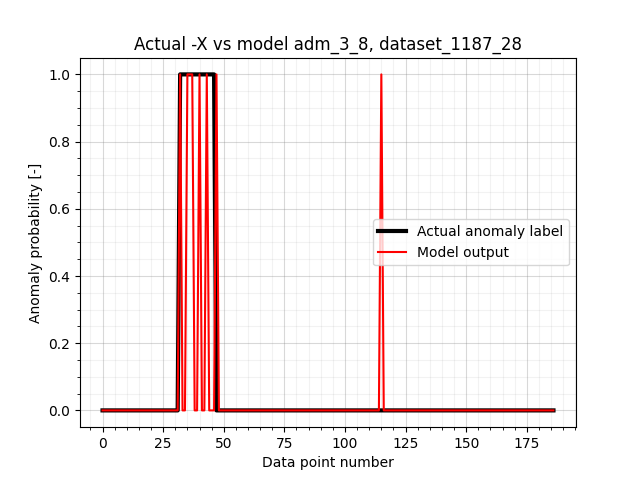 Actual -X vs model adm_3_8, dataset_1187_28
Anomaly probability [-]
1.0
0.8
0.6
0.4
0.2
0.0
Actual anomaly label
Model output
0 25 50 75 100 125 150 175
Data point number